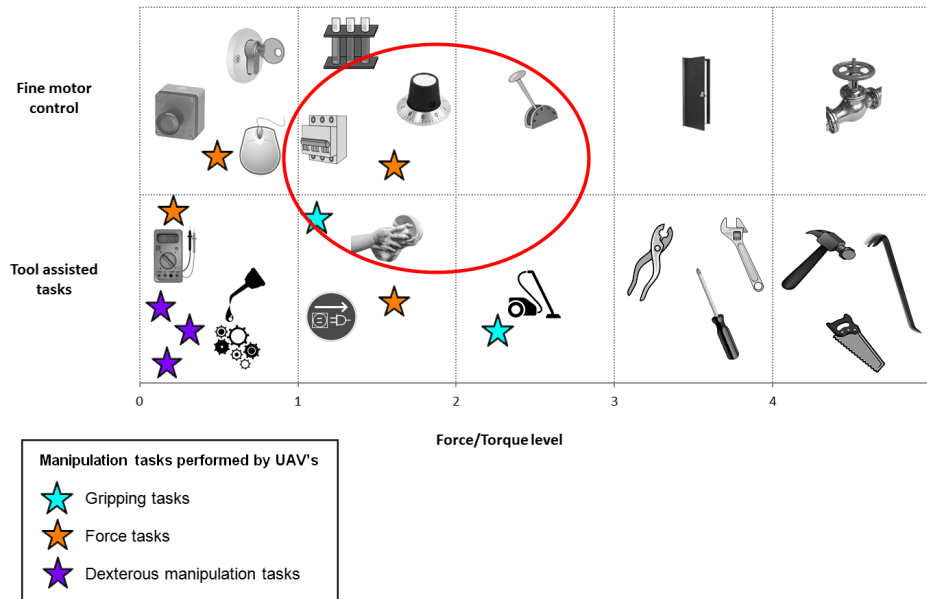 Fine motor
control
Tool assisted
tasks
0 1 2 3 4
Force/Torque level
Manipulation tasks performed by UAV's
Gripping tasks
Force tasks
Dexterous manipulation tasks